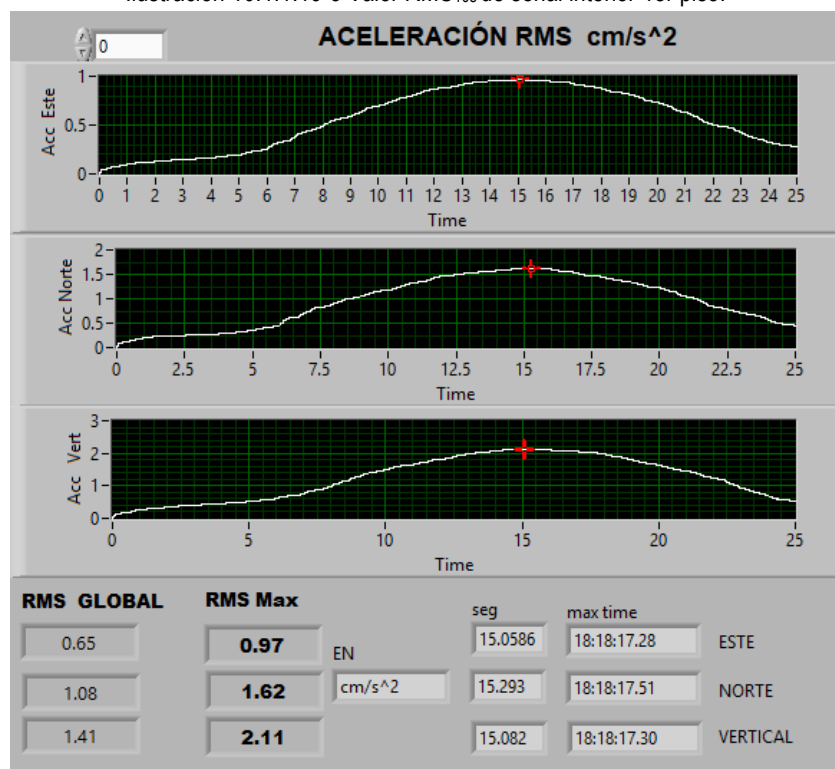 0
ACELERACIÓN RMS cm/s^2
Acc Este
1
0.5
0
0 1 2 3 4 5 6 7 8 9 10 11 12 13 14 15 16 17 18 19 20 21 22 23 24 25
Time
Acc Norte
2
1.5
1
0.5
0
0 2.5 5 7.5 10 12.5 15 17.5 20 22.5 25
Time
Acc Vert
3
2
1
0
0 5 10 15 20 25
Time
RMS GLOBAL RMS Max seg max time
0.65 0.97 15.0586 18:18:17.28 ESTE
EN
1.08 1.62 cm/s^2 15.293 18:18:17.51 NORTE
1.41 2.11 15.082 18:18:17.30 VERTICAL